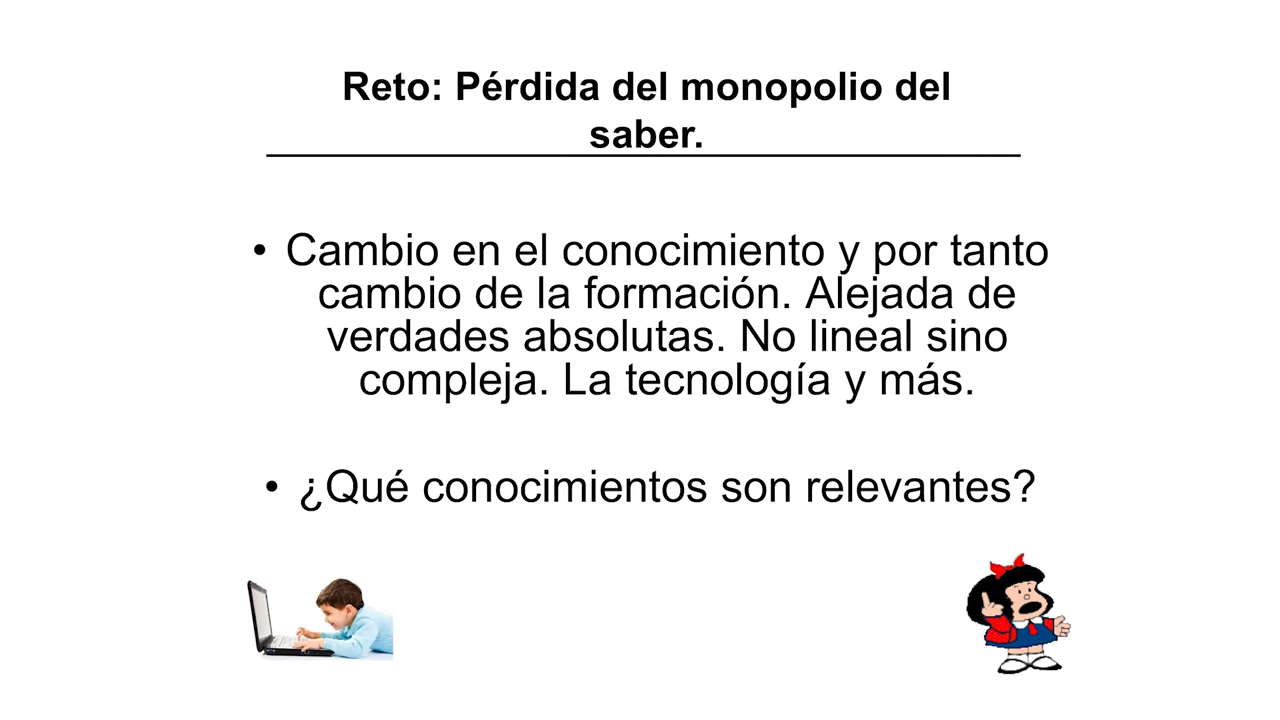 Reto: Pérdida del monopolio del
saber.
• Cambio en el conocimiento y por tanto
cambio de la formación. Alejada de
verdades absolutas. No lineal sino
compleja. La tecnología y más.
• ¿Qué conocimientos son relevantes?